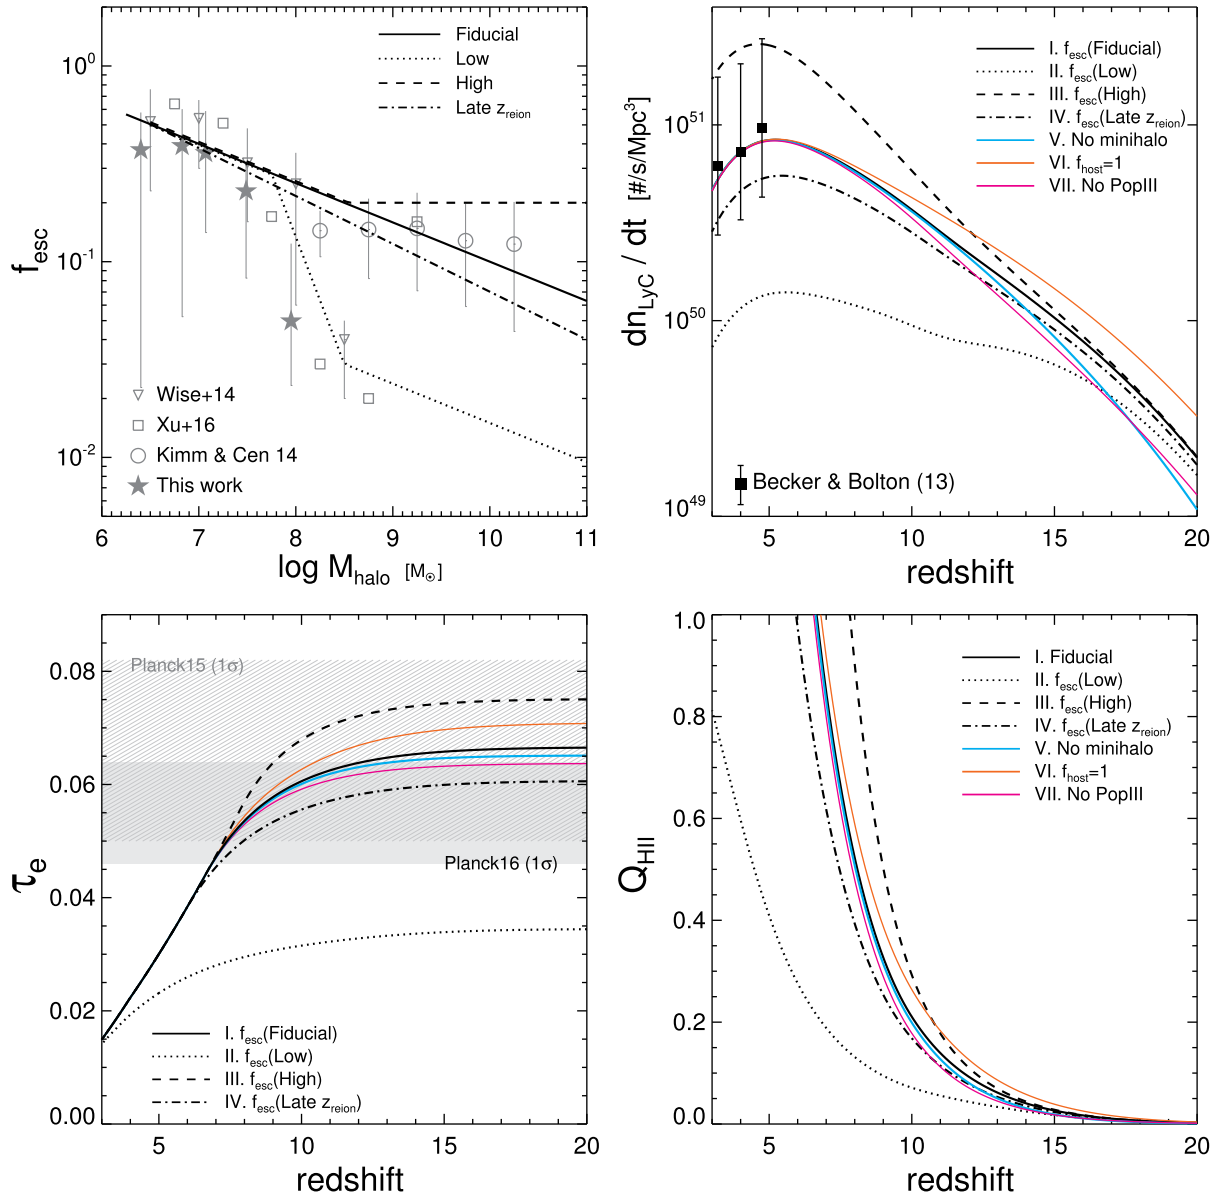 Fiducial
Low
High
Late z_reion
10^0
10^-1
10^-2
f_esc
Wise+14
Xu+16
Kimm & Cen 14
This work
6 7 8 9 10 11
log M_halo [M_⊙]
I. f_esc(Fiducial)
II. f_esc(Low)
III. f_esc(High)
IV. f_esc(Late z_reion)
V. No minihalo
VI. f_host=1
VII. No PopIII
10^51
10^50
10^49
dn_LyC / dt [#/s/Mpc^3]
Becker & Bolton (13)
5 10 15 20
redshift
Planck15 (1σ)
Planck16 (1σ)
0.08
0.06
0.04
0.02
0.00
τ_e
I. f_esc(Fiducial)
II. f_esc(Low)
III. f_esc(High)
IV. f_esc(Late z_reion)
5 10 15 20
redshift
1.0
0.8
0.6
0.4
0.2
0.0
Q_HII
I. Fiducial
II. f_esc(Low)
III. f_esc(High)
IV. f_esc(Late z_reion)
V. No minihalo
VI. f_host=1
VII. No PopIII
5 10 15 20
redshift